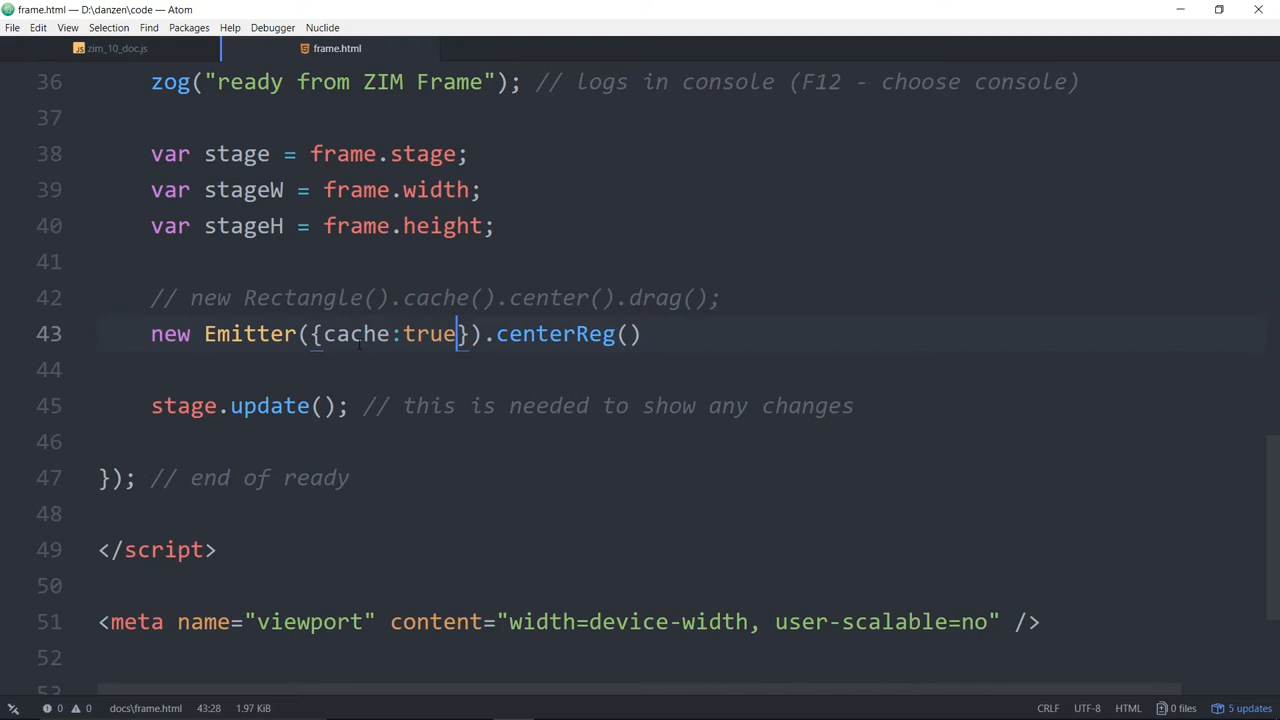 frame.html — D:\danzen\code — Atom
File Edit View Selection Find Packages Help Debugger Nuclide
zim_10_doc.js frame.html
36 zog("ready from ZIM Frame"); // logs in console (F12 - choose console)
37
38 var stage = frame.stage;
39 var stageW = frame.width;
40 var stageH = frame.height;
41
42 // new Rectangle().cache().center().drag();
43 new Emitter({cache:true}).centerReg()
44
45 stage.update(); // this is needed to show any changes
46
47 }); // end of ready
48
49 </script>
50
51 <meta name="viewport" content="width=device-width, user-scalable=no" />
52
53
0 0 docs\frame.html 43:28 1.97 KiB CRLF UTF-8 HTML 0 files 5 updates